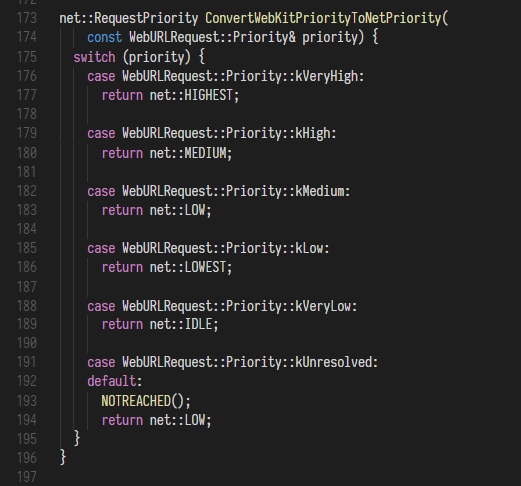 173 net::RequestPriority ConvertWebKitPriorityToNetPriority(
174     const WebURLRequest::Priority& priority) {
175   switch (priority) {
176     case WebURLRequest::Priority::kVeryHigh:
177       return net::HIGHEST;
178
179     case WebURLRequest::Priority::kHigh:
180       return net::MEDIUM;
181
182     case WebURLRequest::Priority::kMedium:
183       return net::LOW;
184
185     case WebURLRequest::Priority::kLow:
186       return net::LOWEST;
187
188     case WebURLRequest::Priority::kVeryLow:
189       return net::IDLE;
190
191     case WebURLRequest::Priority::kUnresolved:
192     default:
193       NOTREACHED();
194       return net::LOW;
195   }
196 }
197